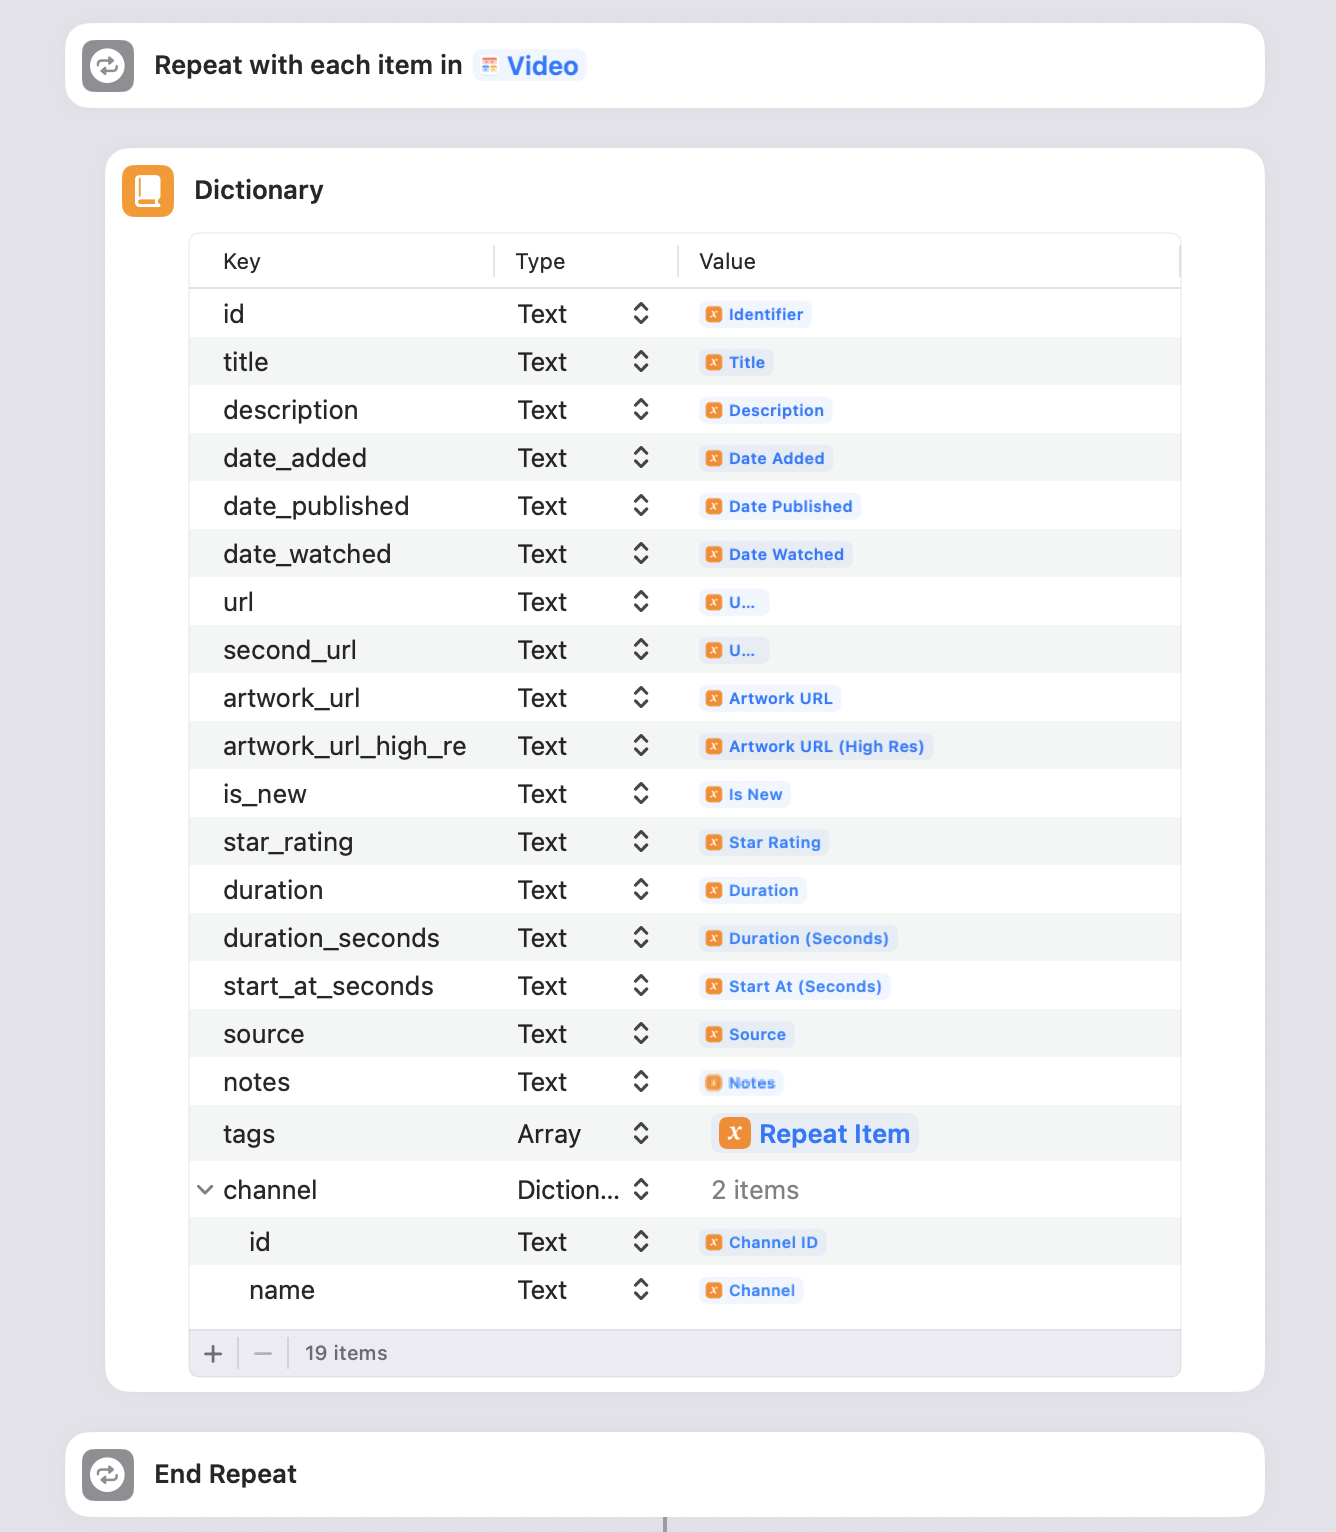 Repeat with each item in Video
Dictionary
Key Type Value
id Text Identifier
title Text Title
description Text Description
date_added Text Date Added
date_published Text Date Published
date_watched Text Date Watched
url Text U...
second_url Text U...
artwork_url Text Artwork URL
artwork_url_high_re Text Artwork URL (High Res)
is_new Text Is New
star_rating Text Star Rating
duration Text Duration
duration_seconds Text Duration (Seconds)
start_at_seconds Text Start At (Seconds)
source Text Source
notes Text Notes
tags Array Repeat Item
channel Diction... 2 items
id Text Channel ID
name Text Channel
19 items
End Repeat